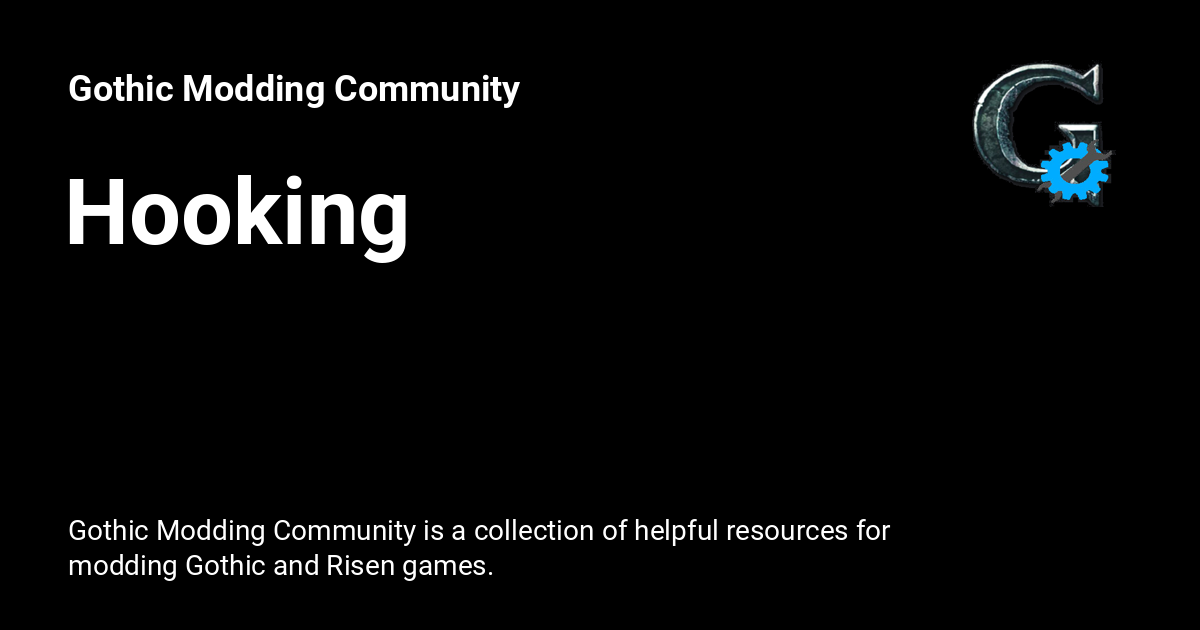 Gothic Modding Community
Hooking
Gothic Modding Community is a collection of helpful resources for
modding Gothic and Risen games.
G